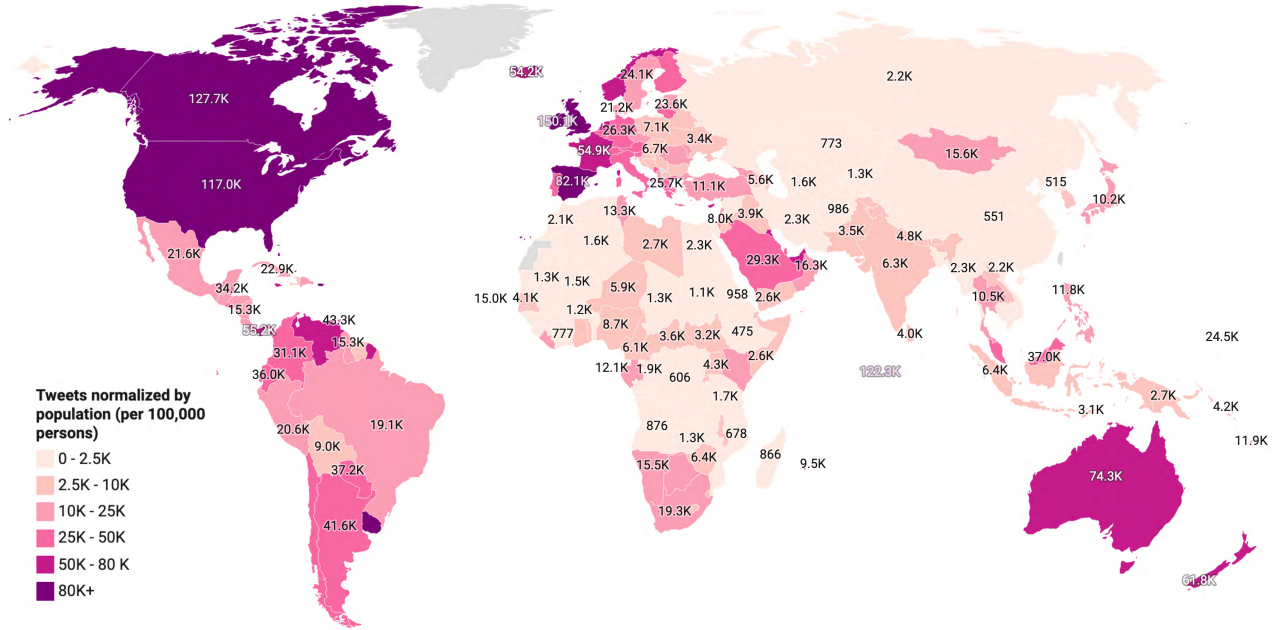 54.2K
24.1K
2.2K
127.7K
21.2K
23.6K
150.1K
26.3K
7.1K
3.4K
773
54.9K
6.7K
15.6K
117.0K
82.1K
25.7K
11.1K
5.6K
1.6K
1.3K
515
10.2K
2.1K
13.3K
8.0K
3.9K
2.3K
986
551
21.6K
1.6K
2.7K
2.3K
3.5K
4.8K
22.9K
29.3K
16.3K
6.3K
2.3K
2.2K
34.2K
1.3K
1.5K
5.9K
1.3K
1.1K
958
2.6K
10.5K
11.8K
15.3K
15.0K
4.1K
1.2K
55.2K
43.3K
777
8.7K
3.6K
3.2K
475
4.0K
24.5K
31.1K
15.3K
6.1K
2.6K
37.0K
36.0K
12.1K
1.9K
606
4.3K
122.3K
6.4K
1.7K
2.7K
3.1K
4.2K
Tweets normalized by
population (per 100,000
persons)
0 - 2.5K
2.5K - 10K
10K - 25K
25K - 50K
50K - 80 K
80K+
20.6K
19.1K
876
1.3K
678
11.9K
9.0K
866
37.2K
15.5K
6.4K
9.5K
74.3K
41.6K
19.3K
61.8K